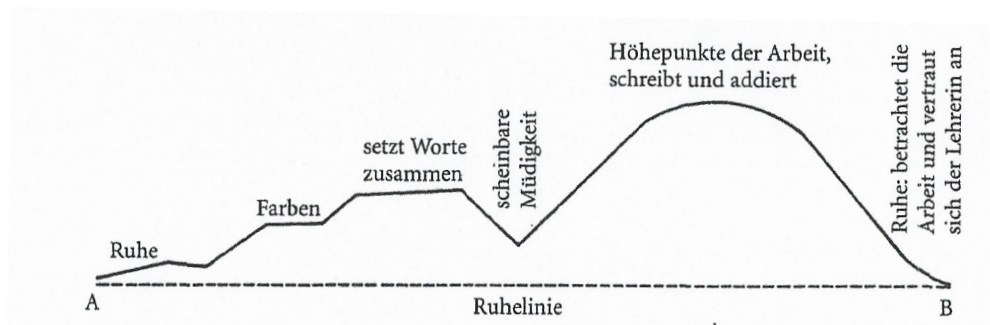 Höhepunkte der Arbeit,
schreibt und addiert
setzt Worte
zusammen
scheinbare
Müdigkeit
Ruhe: betrachtet die
Arbeit und vertraut
sich der Lehrerin an
Farben
Ruhe
A
Ruhelinie
B